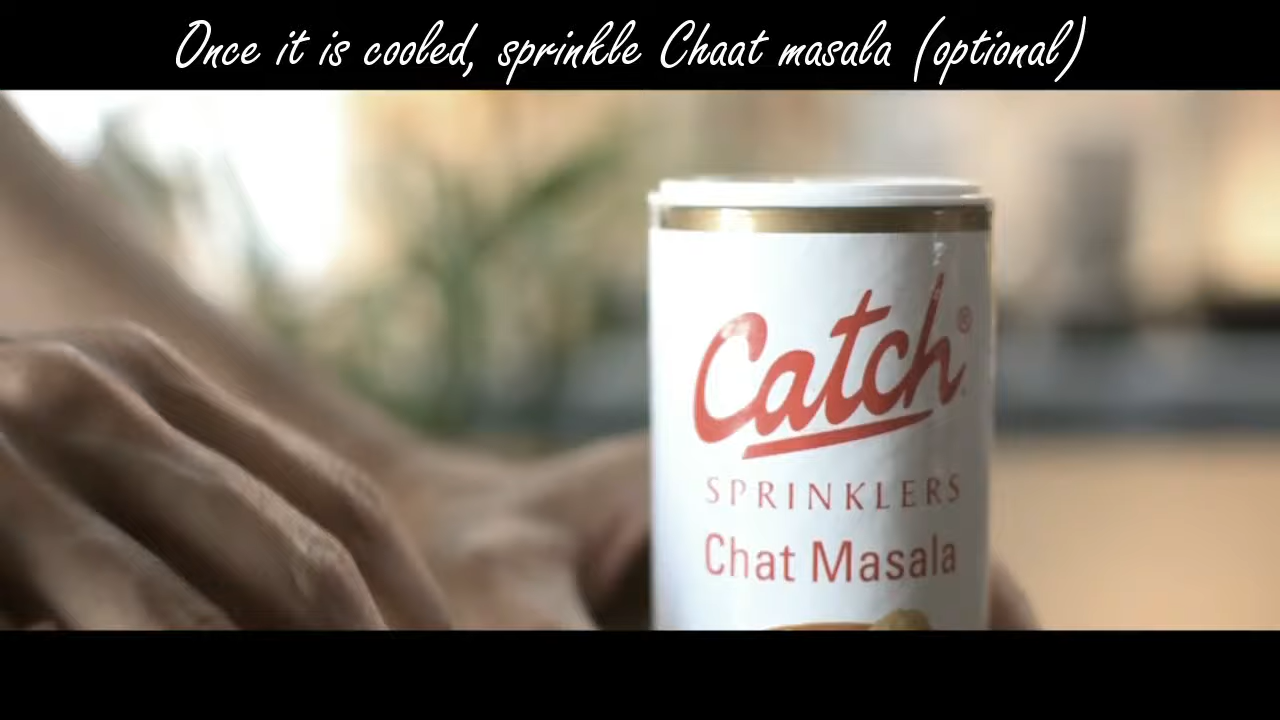 Once it is cooled, sprinkle Chaat masala (optional)
Catch®
SPRINKLERS
Chat Masala